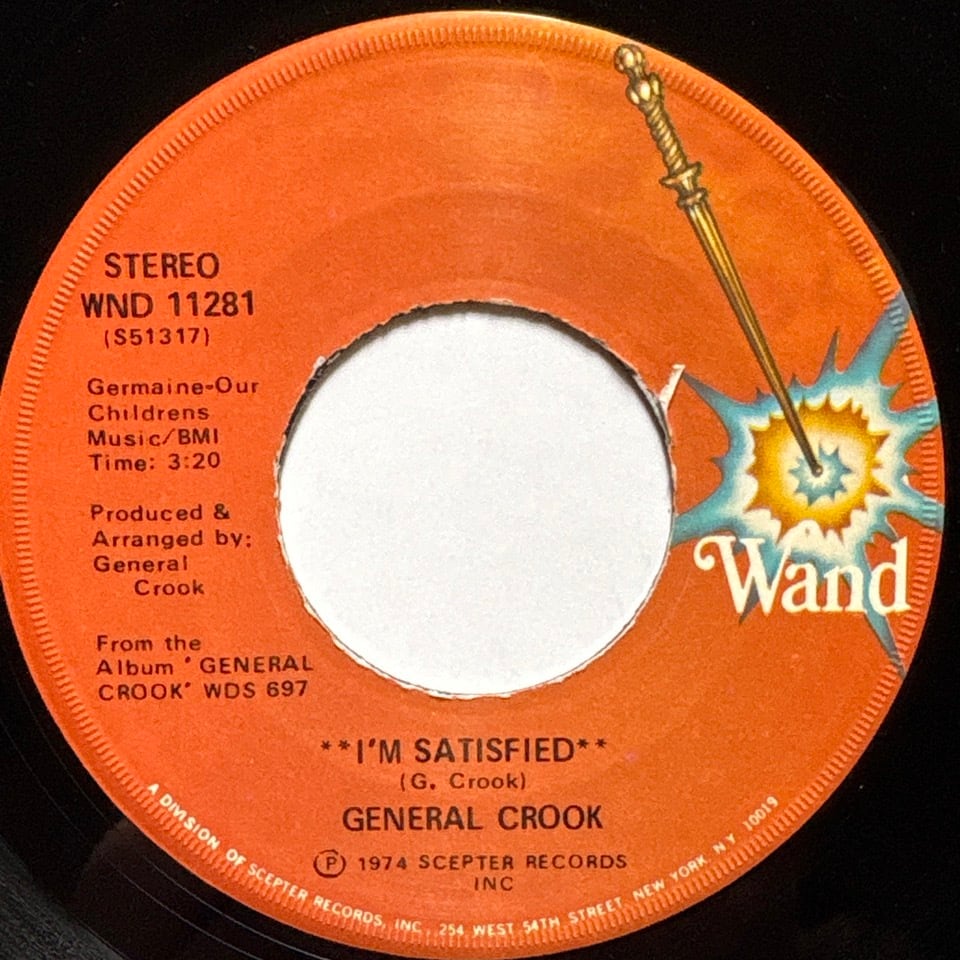 STEREO
WND 11281
(S51317)
Germaine-Our
Childrens
Music/BMI
Time: 3:20
Produced &
Arranged by:
General
Crook
From the
Album "GENERAL
CROOK" WDS 697
Wand
**I'M SATISFIED**
(G. Crook)
GENERAL CROOK
Ⓟ 1974 SCEPTER RECORDS
INC
A DIVISION OF SCEPTER RECORDS, INC., 254 WEST 54TH STREET, NEW YORK, N.Y. 10019